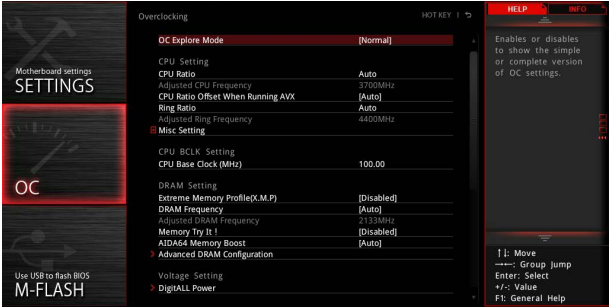 Overclocking
HOT KEY |
HELP
INFO
Motherboard settings
SETTINGS
OC
Use USB to flash BIOS
M-FLASH
OC Explore Mode [Normal]
CPU Setting
CPU Ratio Auto
Adjusted CPU Frequency 3700MHz
CPU Ratio Offset When Running AVX [Auto]
Ring Ratio Auto
Adjusted Ring Frequency 4400MHz
Misc Setting
CPU BCLK Setting
CPU Base Clock (MHz) 100.00
DRAM Setting
Extreme Memory Profile(X.M.P) [Disabled]
DRAM Frequency [Auto]
Adjusted DRAM Frequency 2133MHz
Memory Try It ! [Disabled]
AIDA64 Memory Boost [Auto]
> Advanced DRAM Configuration
Voltage Setting
> DigitALL Power
Enables or disables
to show the simple
or complete version
of OC settings.
↑↓: Move
→←: Group Jump
Enter: Select
+/-: Value
F1: General Help